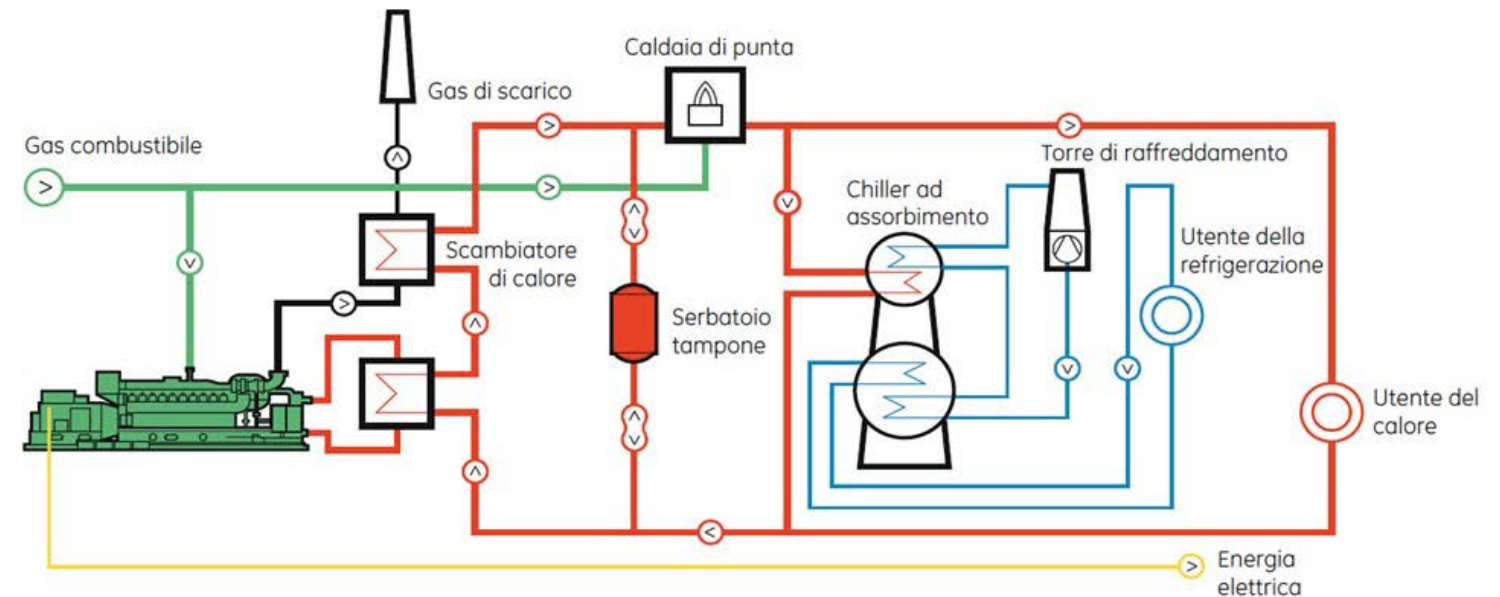 Caldaia di punta
Gas di scarico
Gas combustibile
Torre di raffreddamento
Chiller ad
assorbimento
Utente della
refrigerazione
Scambiatore
di calore
Serbatoio
tampone
Utente del
calore
Energia
elettrica